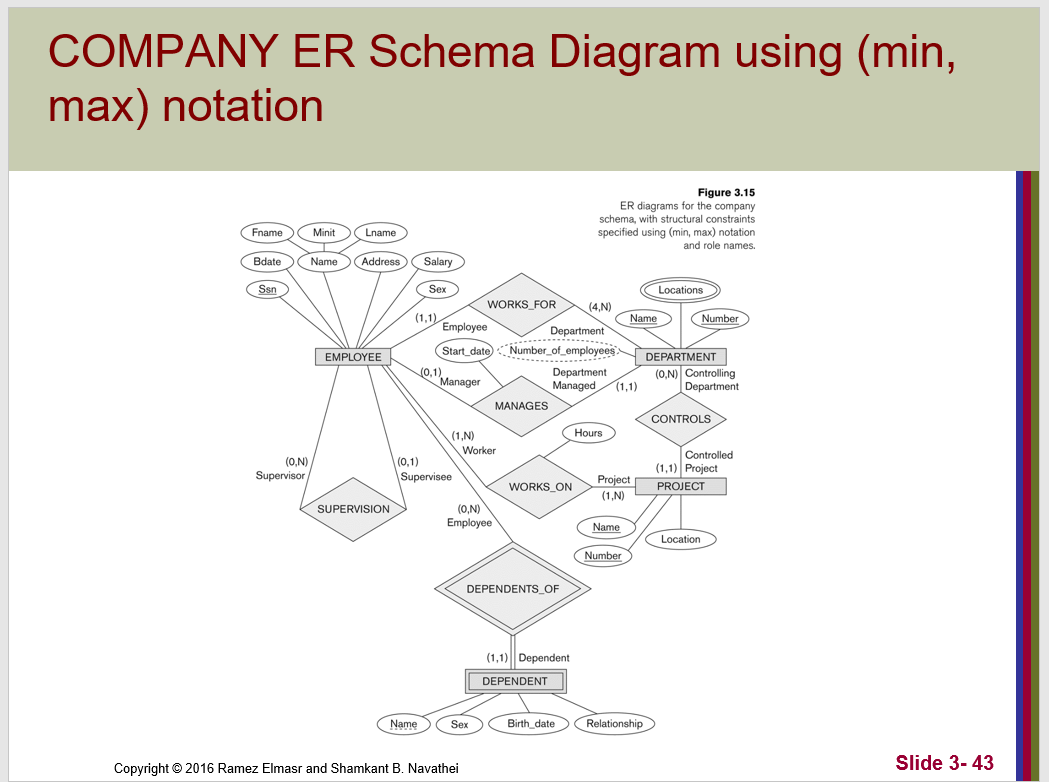 COMPANY ER Schema Diagram using (min,
max) notation
Figure 3.15
ER diagrams for the company
schema, with structural constraints
specified using (min, max) notation
and role names.
Fname
Minit
Lname
Bdate
Name
Address
Salary
Ssn
Sex
WORKS_FOR
Locations
(1,1)
Employee
(4,N)
Department
Name
Number
EMPLOYEE
Start_date
Number_of_employees
DEPARTMENT
(0,1)
Manager
Department
Managed
(1,1)
(0,N)
Controlling
Department
MANAGES
CONTROLS
(1,N)
Worker
Hours
(0,N)
Supervisor
(0,1)
Supervisee
Controlled
Project
(1,1)
SUPERVISION
WORKS_ON
Project
(1,N)
PROJECT
(0,N)
Employee
Name
Location
Number
DEPENDENTS_OF
(1,1)
Dependent
DEPENDENT
Name
Sex
Birth_date
Relationship
Copyright © 2016 Ramez Elmasr and Shamkant B. Navathei
Slide 3- 43